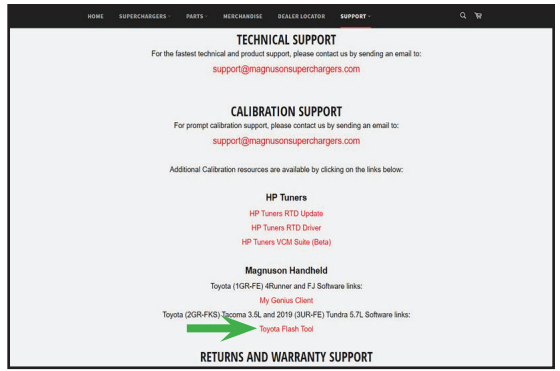 HOME SUPERCHARGERS PARTS MERCHANDISE DEALER LOCATOR SUPPORT
TECHNICAL SUPPORT
For the fastest technical and product support, please contact us by sending an email to:
support@magnusonsuperchargers.com
CALIBRATION SUPPORT
For prompt calibration support, please contact us by sending an email to:
support@magnusonsuperchargers.com
Additional Calibration resources are available by clicking on the links below:
HP Tuners
HP Tuners RTD Update
HP Tuners RTD Driver
HP Tuners VCM Suite (Beta)
Magnuson Handheld
Toyota (1GR-FE) 4Runner and FJ Software links:
My Genius Client
Toyota (2GR-FKS) Tacoma 3.5L and 2019 (3UR-FE) Tundra 5.7L Software links:
Toyota Flash Tool
RETURNS AND WARRANTY SUPPORT